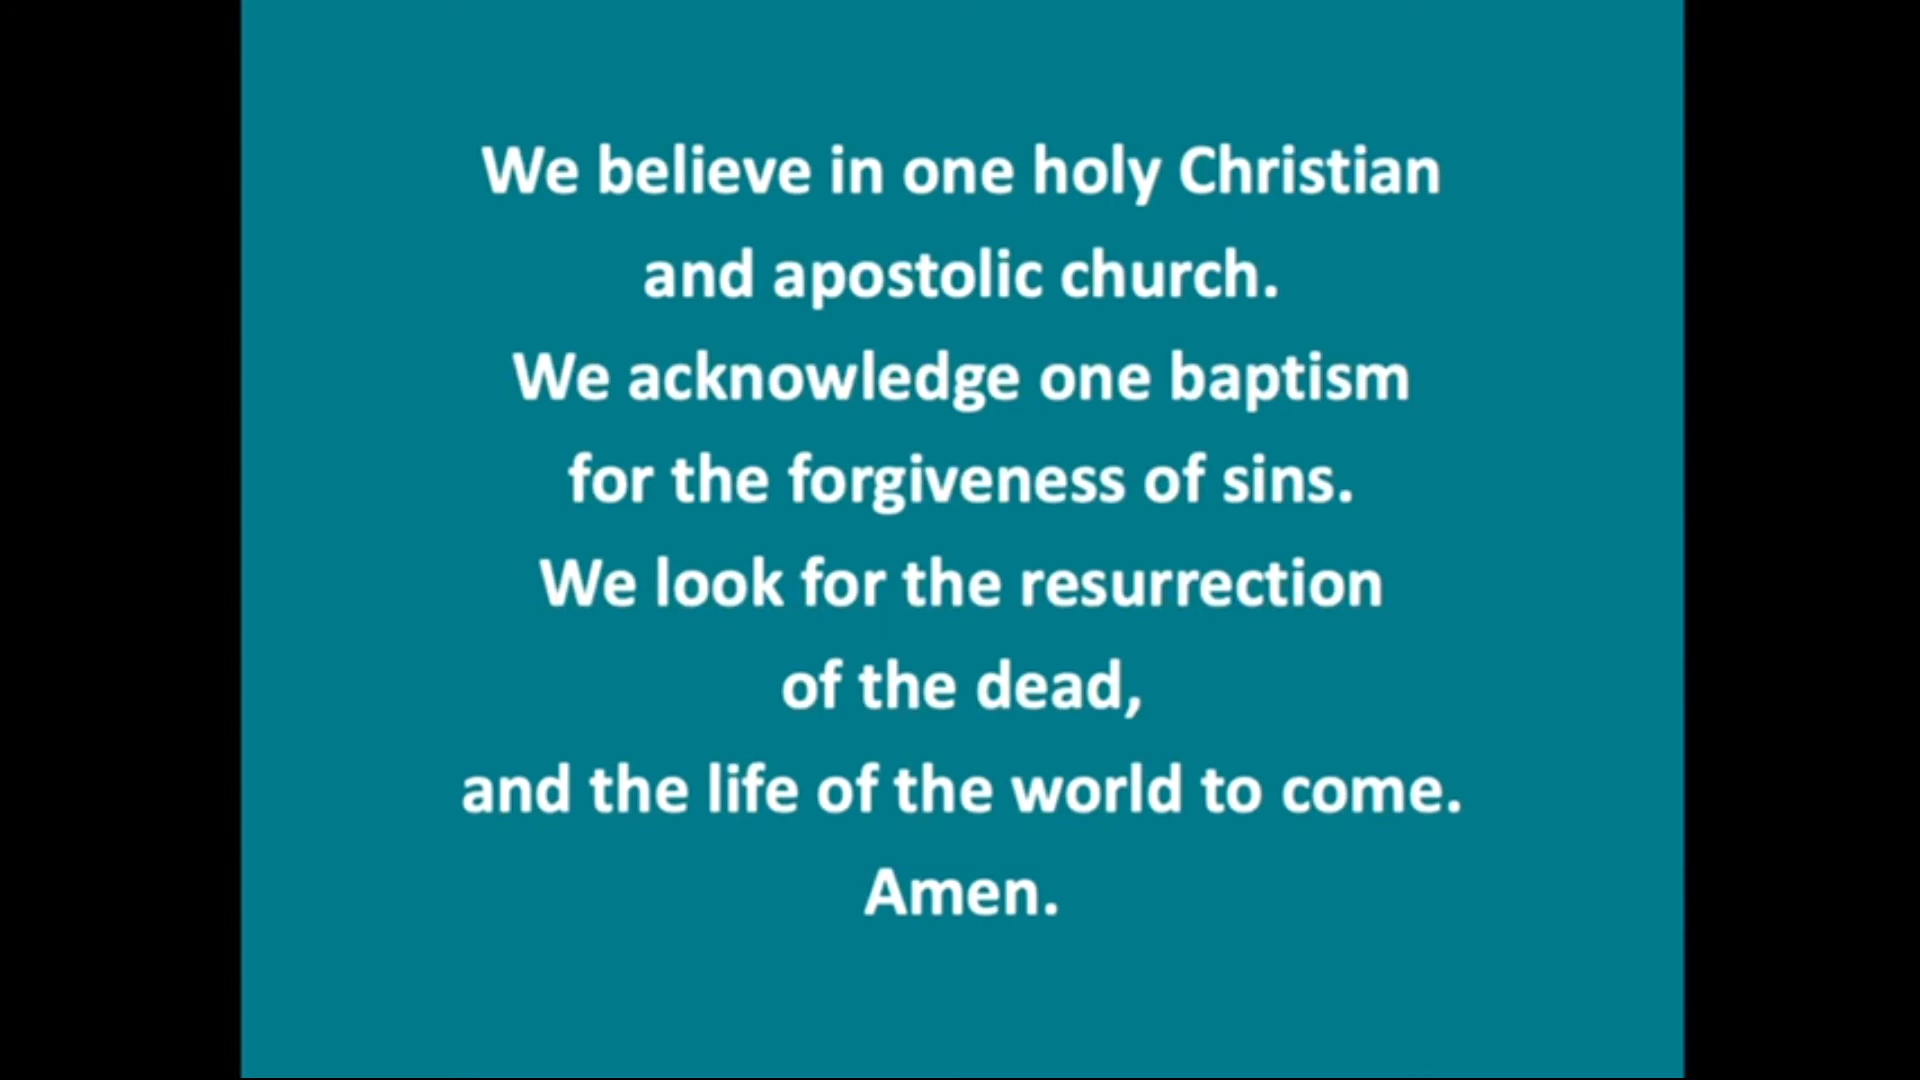 We believe in one holy Christian
and apostolic church.
We acknowledge one baptism
for the forgiveness of sins.
We look for the resurrection
of the dead,
and the life of the world to come.
Amen.